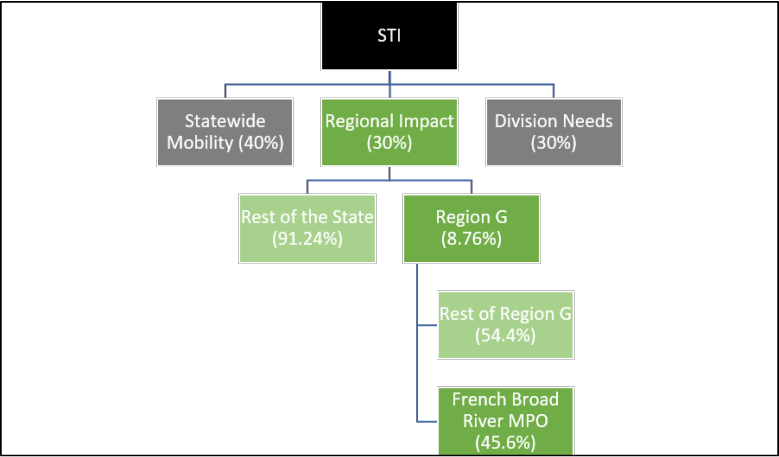 STI
Statewide
Mobility (40%)
Regional Impact
(30%)
Division Needs
(30%)
Rest of the State
(91.24%)
Region G
(8.76%)
Rest of Region G
(54.4%)
French Broad
River MPO
(45.6%)